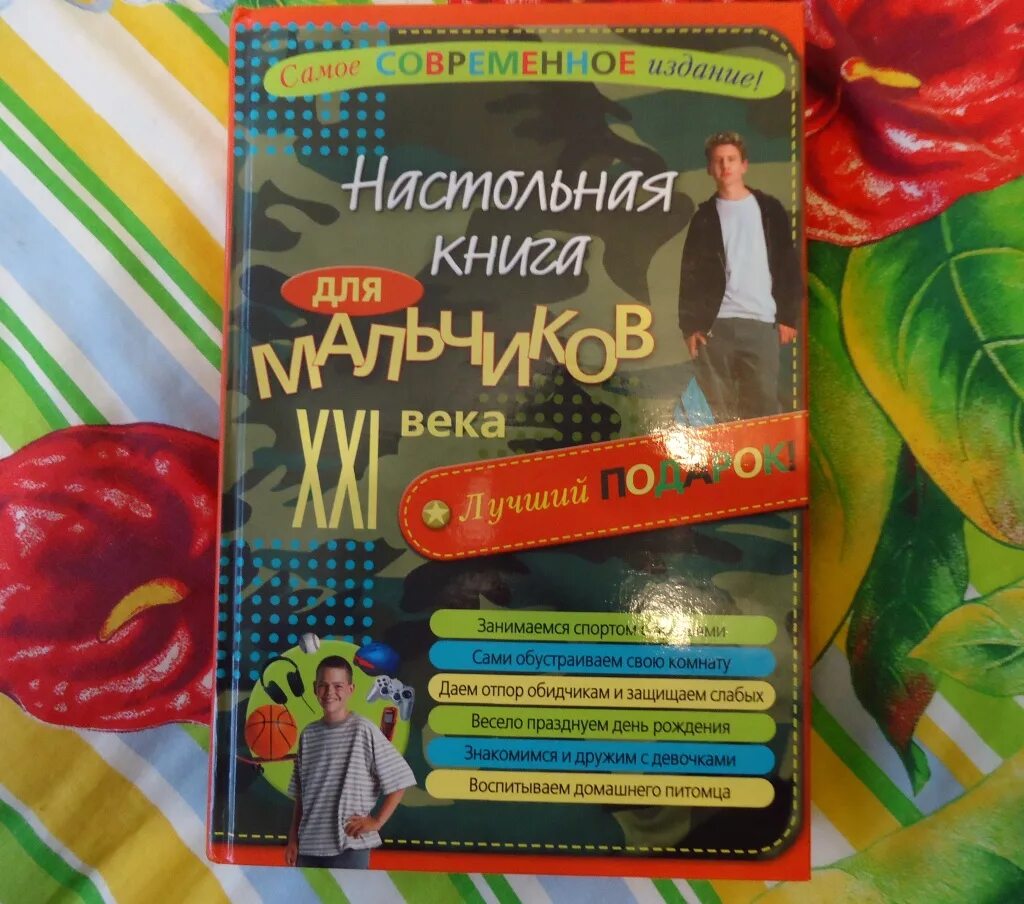 Самое СОВРЕМЕННОЕ издание!
Настольная
книга
для
МАЛЬЧИКОВ
XXI века
Лучший ПОДАРОК!
Занимаемся спортом
Сами обустраиваем свою комнату
Даем отпор обидчикам и защищаем слабых
Весело празднуем день рождения
Знакомимся и дружим с девочками
Воспитываем домашнего питомца